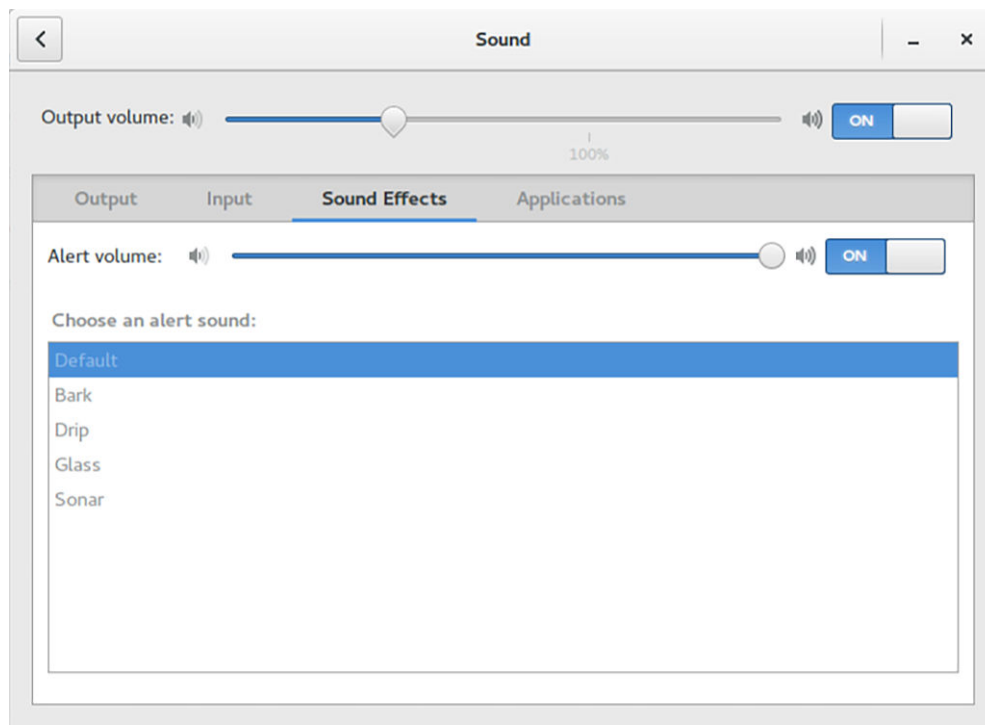 Sound
Output volume: ON
100%
Output Input Sound Effects Applications
Alert volume: ON
Choose an alert sound:
Default
Bark
Drip
Glass
Sonar